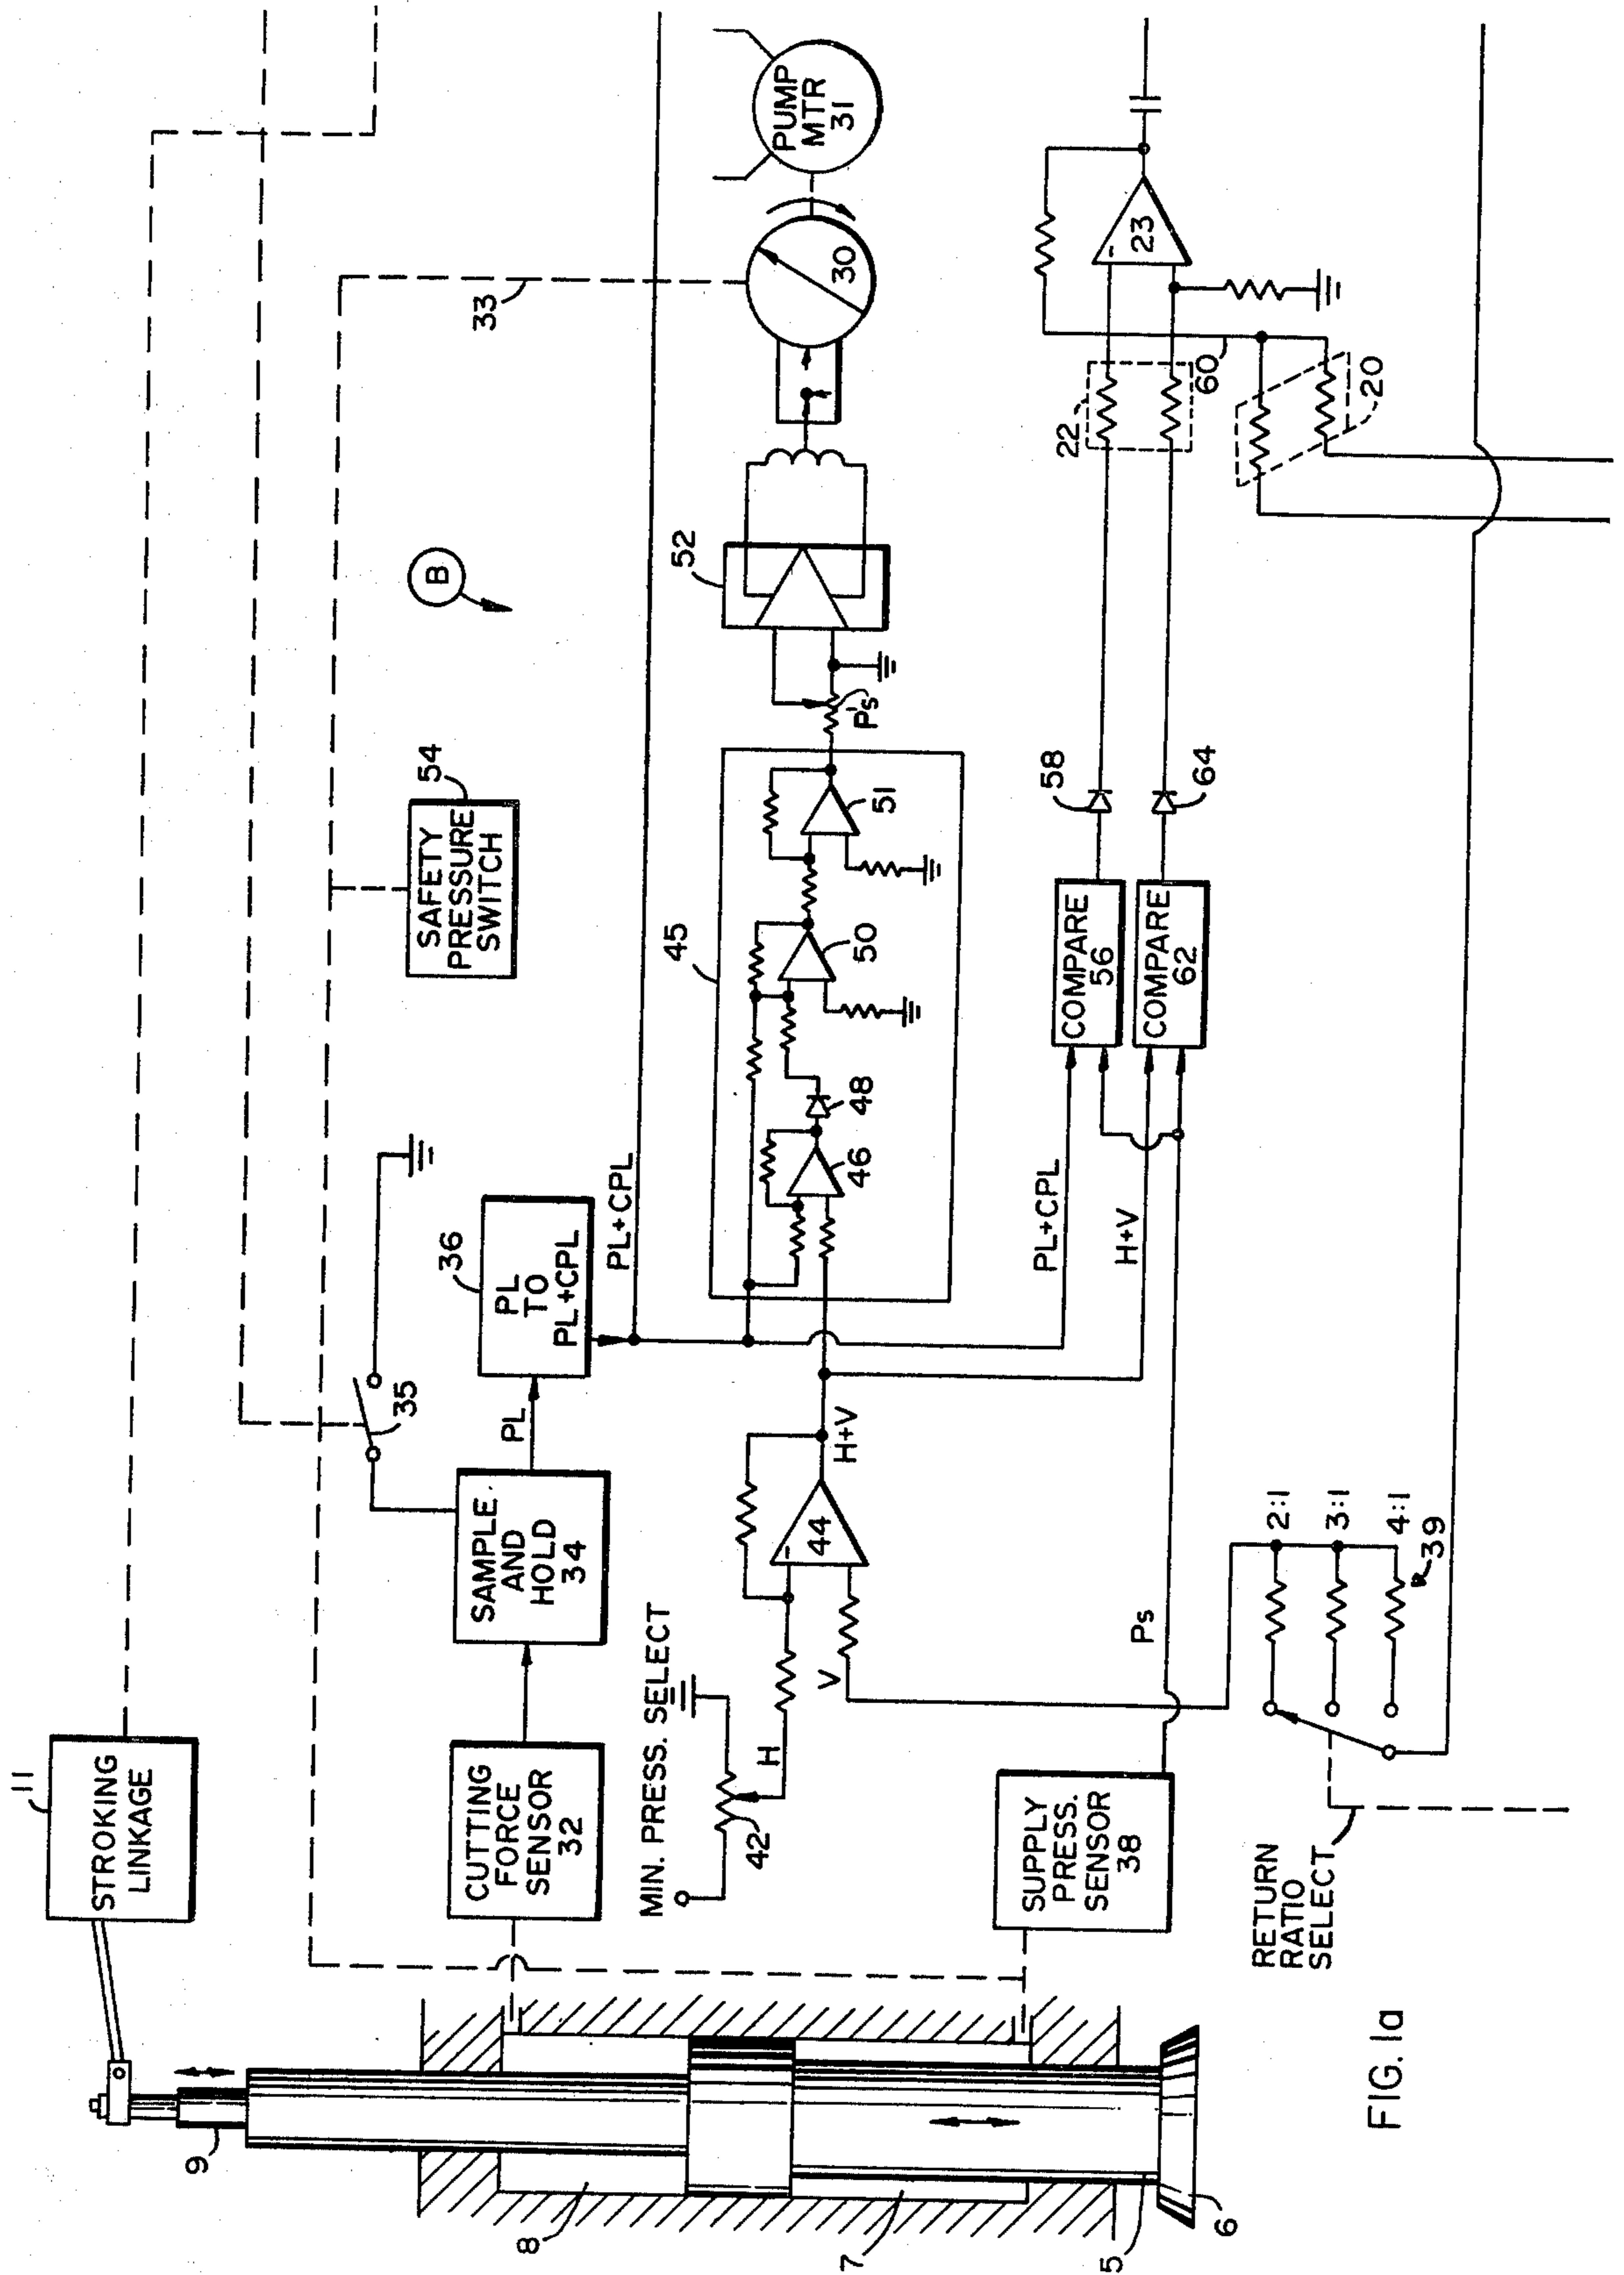 11
STROKING
LINKAGE
9
33
B
SAFETY
PRESSURE
SWITCH
54
35
CUTTING
FORCE
SENSOR
32
SAMPLE
AND
HOLD
34
PL
PL
TO
PL+CPL
36
PL+CPL
MIN. PRESS. SELECT
42
H
V
44
H+V
45
46
48
50
51
P's
52
30
PUMP
MTR
31
8
7
5
6
SUPPLY
PRESS.
SENSOR
38
Ps
PL+CPL
H+V
COMPARE
56
COMPARE
62
58
64
22
60
20
23
RETURN
RATIO
SELECT
2:1
3:1
4:1
39
FIG. 1a